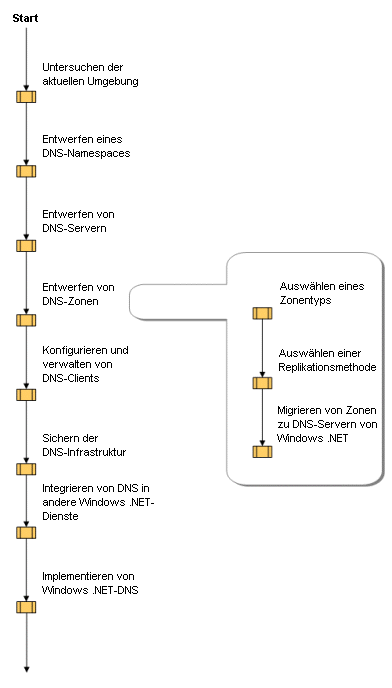 Start
Untersuchen der
aktuellen Umgebung
Entwerfen eines
DNS-Namespaces
Entwerfen von
DNS-Servern
Entwerfen von
DNS-Zonen
Konfigurieren und
verwalten von
DNS-Clients
Sichern der
DNS-Infrastruktur
Integrieren von DNS in
andere Windows .NET-
Dienste
Implementieren von
Windows .NET-DNS
Auswählen eines
Zonentyps
Auswählen einer
Replikationsmethode
Migrieren von Zonen
zu DNS-Servern von
Windows .NET